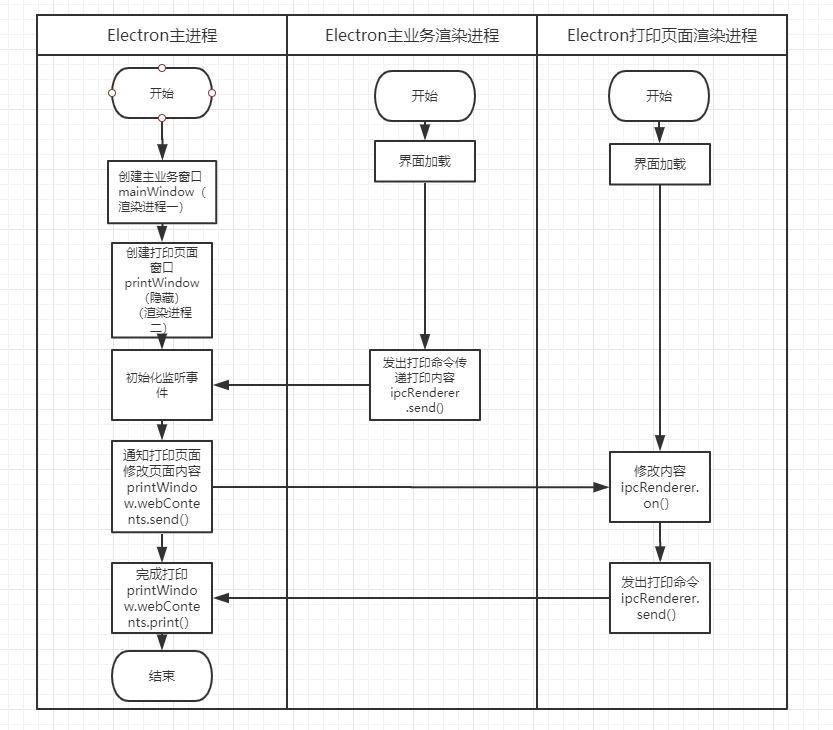 Electron主进程
Electron主业务渲染进程
Electron打印页面渲染进程
开始
创建主业务窗口
mainWindow（
渲染进程一）
创建打印页面
窗口
printWindow
（隐藏）
（渲染进程
二）
初始化监听事
件
通知打印页面
修改页面内容
printWindo
w.webConte
nts.send()
完成打印
printWindo
w.webConte
nts.print()
结束
开始
界面加载
发出打印命令传
递打印内容
ipcRenderer
.send()
开始
界面加载
修改内容
ipcRenderer.
on()
发出打印命令
ipcRenderer.
send()